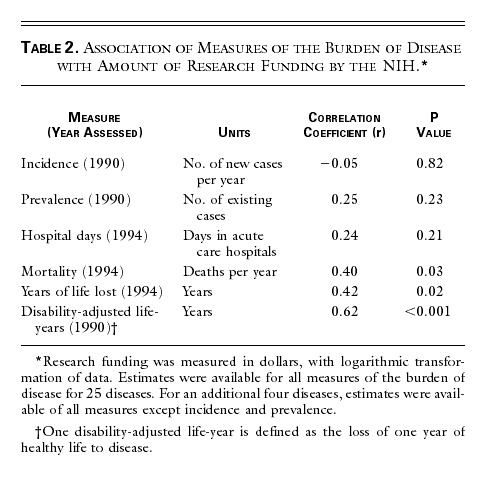 TABLE 2. ASSOCIATION OF MEASURES OF THE BURDEN OF DISEASE
WITH AMOUNT OF RESEARCH FUNDING BY THE NIH.*
MEASURE
(YEAR ASSESSED)
UNITS
CORRELATION
COEFFICIENT (r)
P
VALUE
Incidence (1990) No. of new cases −0.05 0.82
per year
Prevalence (1990) No. of existing 0.25 0.23
cases
Hospital days (1994) Days in acute 0.24 0.21
care hospitals
Mortality (1994) Deaths per year 0.40 0.03
Years of life lost (1994) Years 0.42 0.02
Disability-adjusted life- Years 0.62 <0.001
years (1990)†
*Research funding was measured in dollars, with logarithmic transfor-
mation of data. Estimates were available for all measures of the burden of
disease for 25 diseases. For an additional four diseases, estimates were avail-
able of all measures except incidence and prevalence.
†One disability-adjusted life-year is defined as the loss of one year of
healthy life to disease.